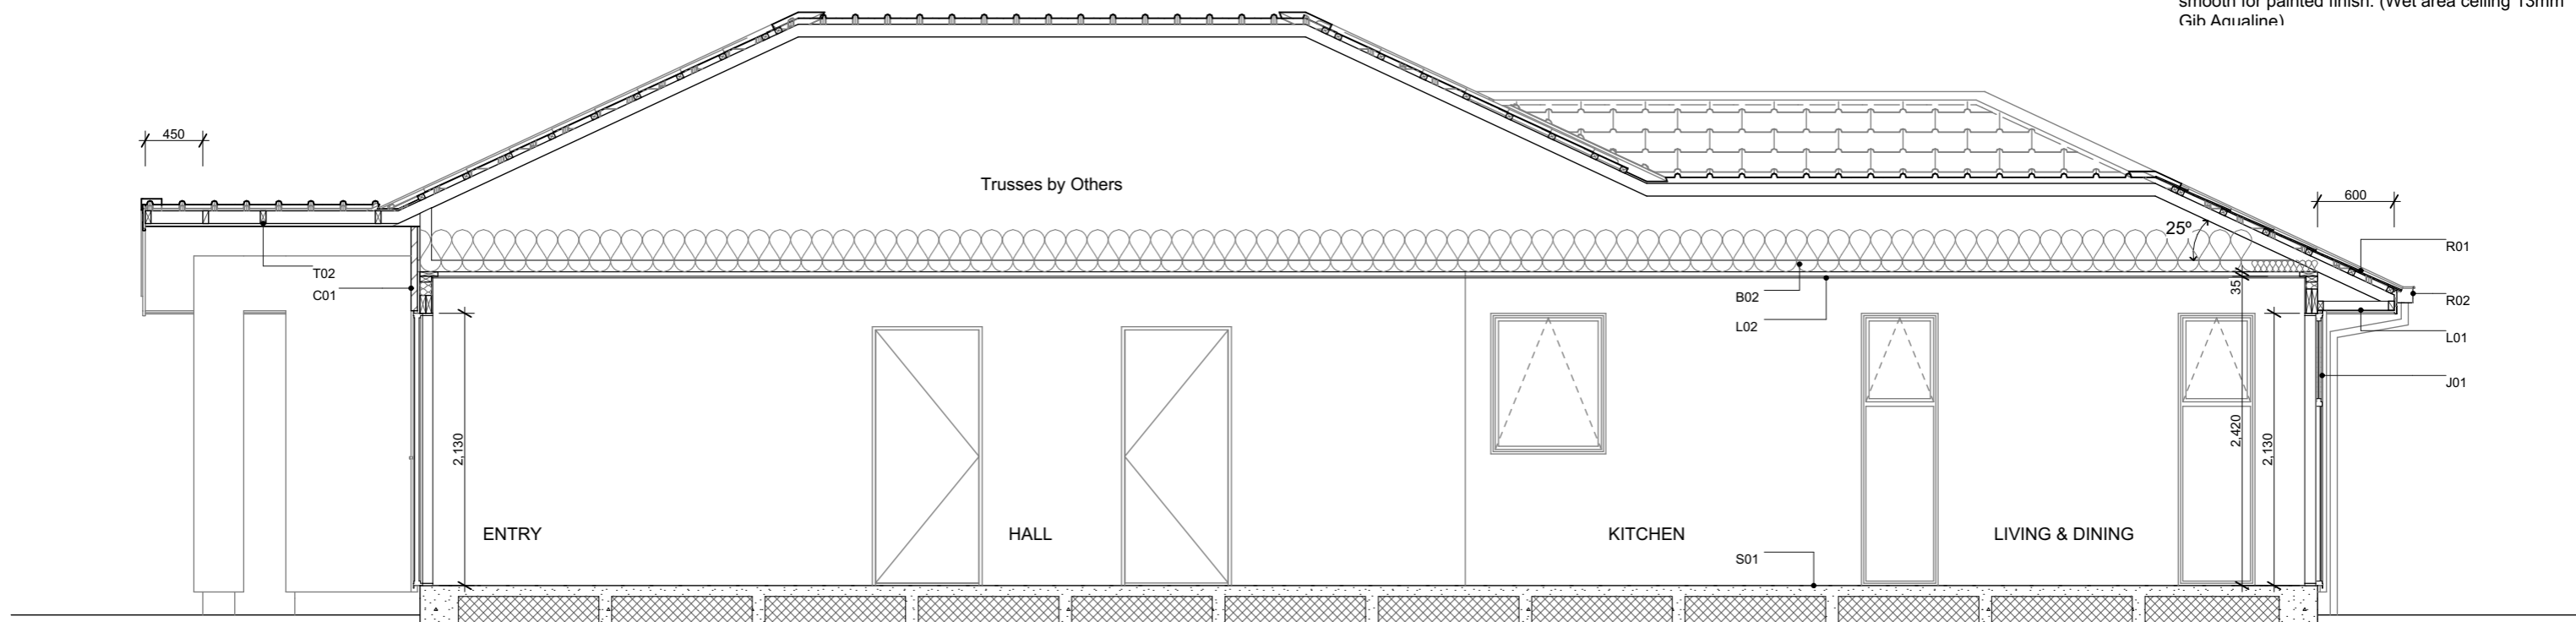 smooth for painted finish. (Wet area ceiling 13mm
Gib Aqualine)
450
Trusses by Others
600
25°
R01
T02
C01
B02
35
R02
L02
L01
J01
2,130
2,420
2,130
ENTRY
HALL
KITCHEN
LIVING & DINING
S01